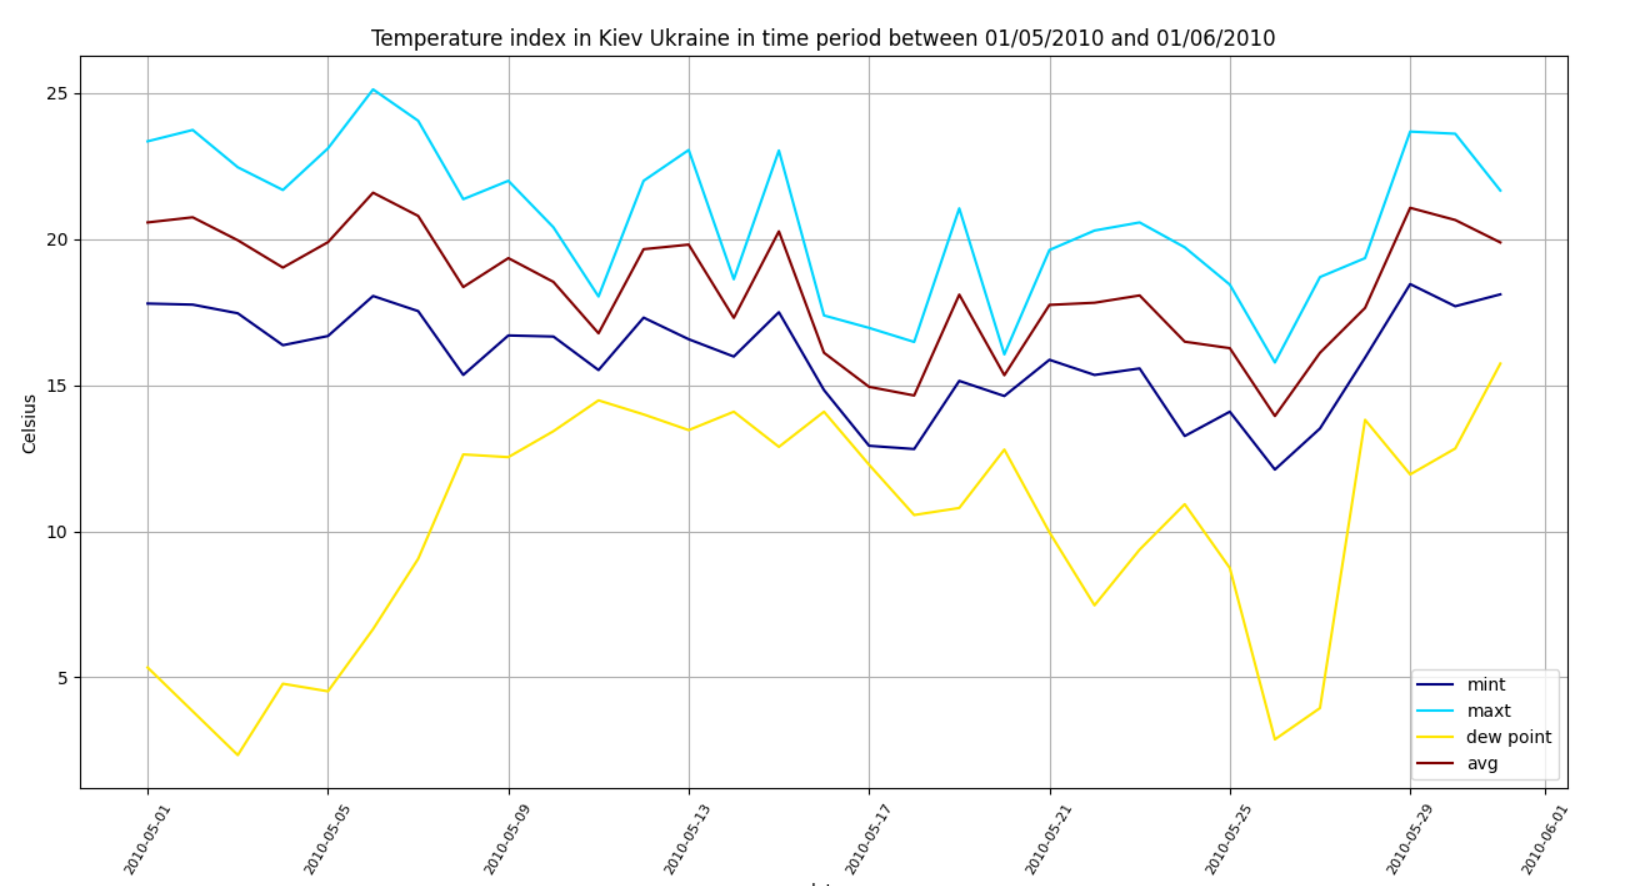 Temperature index in Kiev Ukraine in time period between 01/05/2010 and 01/06/2010
25
20
15
10
5
Celsius
mint
maxt
dew point
avg
2010-05-01
2010-05-05
2010-05-09
2010-05-13
2010-05-17
2010-05-21
2010-05-25
2010-05-29
2010-06-01